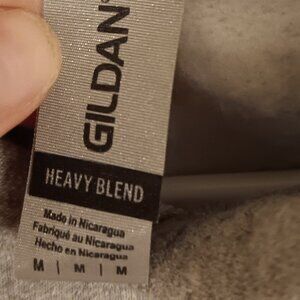 GILDAN
HEAVY BLEND
Made in Nicaragua
Fabriqué au Nicaragua
Hecho en Nicaragua
M | M | M